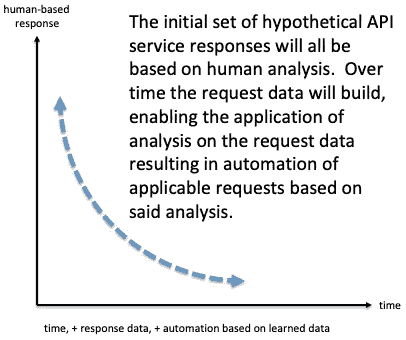 human-based
response
The initial set of hypothetical API
service responses will all be
based on human analysis.  Over
time the request data will build,
enabling the application of
analysis on the request data
resulting in automation of
applicable requests based on
said analysis.
time
time, + response data, + automation based on learned data